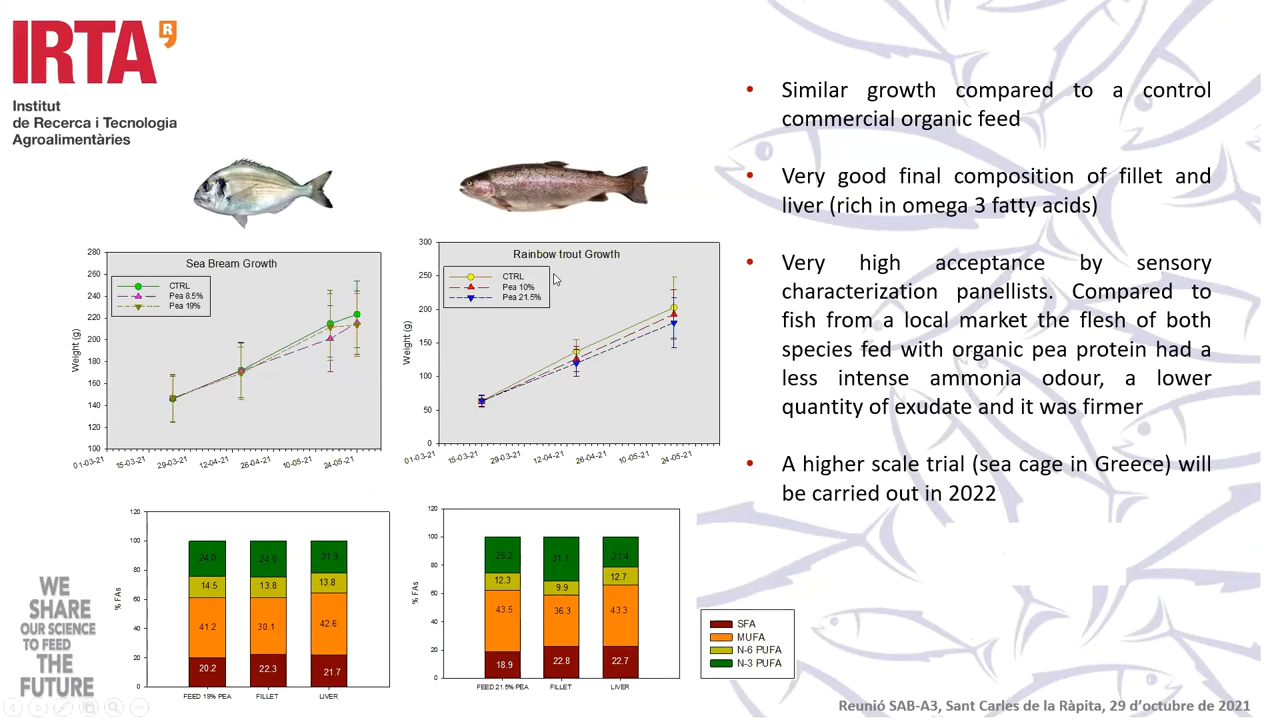 IRTA
R
Institut
de Recerca i Tecnologia
Agroalimentàries
Sea Bream Growth
CTRL
Pea 8.5%
Pea 19%
Weight (g)
280
260
240
220
200
180
160
140
120
100
01-03-21
15-03-21
29-03-21
12-04-21
26-04-21
10-05-21
24-05-21
Rainbow trout Growth
CTRL
Pea 10%
Pea 21.5%
Weight (g)
300
250
200
150
100
50
0
01-03-21
15-03-21
29-03-21
12-04-21
26-04-21
10-05-21
24-05-21
% FAs
120
100
80
60
40
20
0
24.0
24.9
21.9
14.5
13.8
13.8
41.2
30.1
42.6
20.2
22.3
21.7
FEED 19% PEA
FILLET
LIVER
% FAs
120
100
80
60
40
20
0
25.2
31.1
21.4
12.3
9.9
12.7
43.5
36.3
43.3
18.9
22.8
22.7
FEED 21.5% PEA
FILLET
LIVER
SFA
MUFA
N-6 PUFA
N-3 PUFA
• Similar growth compared to a control
commercial organic feed
• Very good final composition of fillet and
liver (rich in omega 3 fatty acids)
• Very high acceptance by sensory
characterization panellists. Compared to
fish from a local market the flesh of both
species fed with organic pea protein had a
less intense ammonia odour, a lower
quantity of exudate and it was firmer
• A higher scale trial (sea cage in Greece) will
be carried out in 2022
WE
SHARE
OUR SCIENCE
TO FEED
THE
FUTURE
Reunió SAB-A3, Sant Carles de la Ràpita, 29 d'octubre de 2021